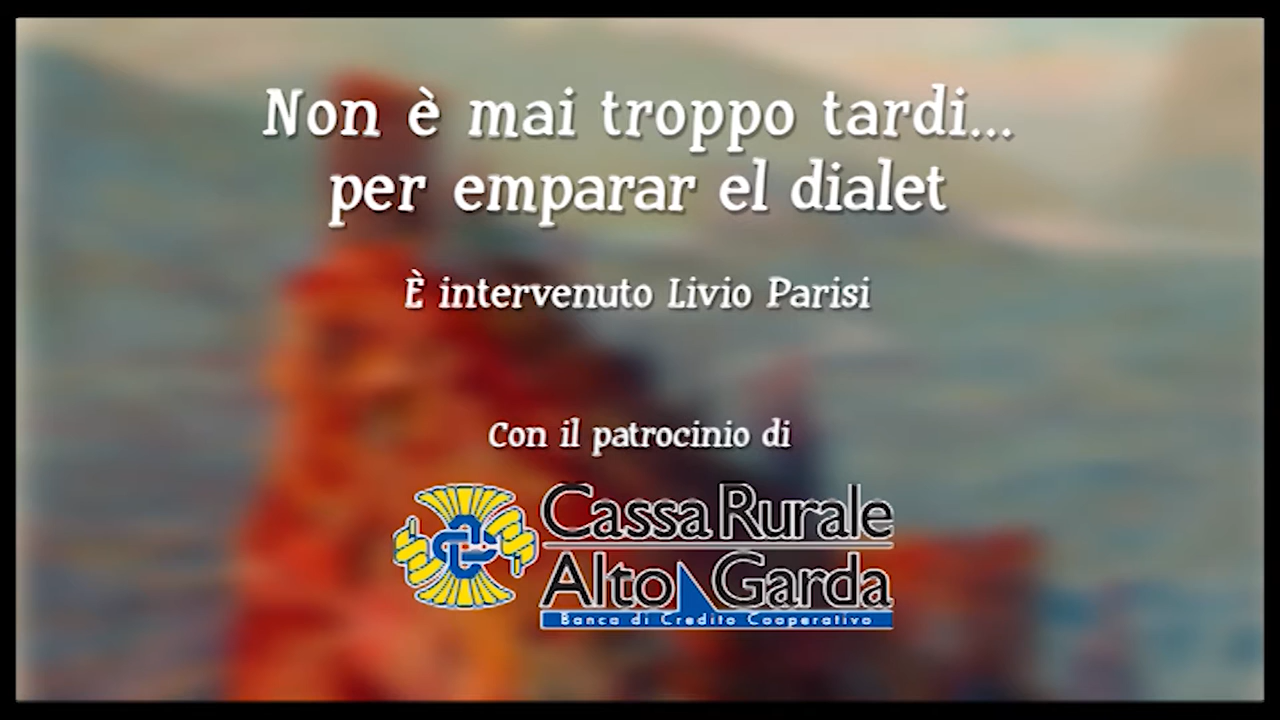 Non è mai troppo tardi...
per emparar el dialet
È intervenuto Livio Parisi
Con il patrocinio di
Cassa Rurale
Alto Garda
Banca di Credito Cooperativo